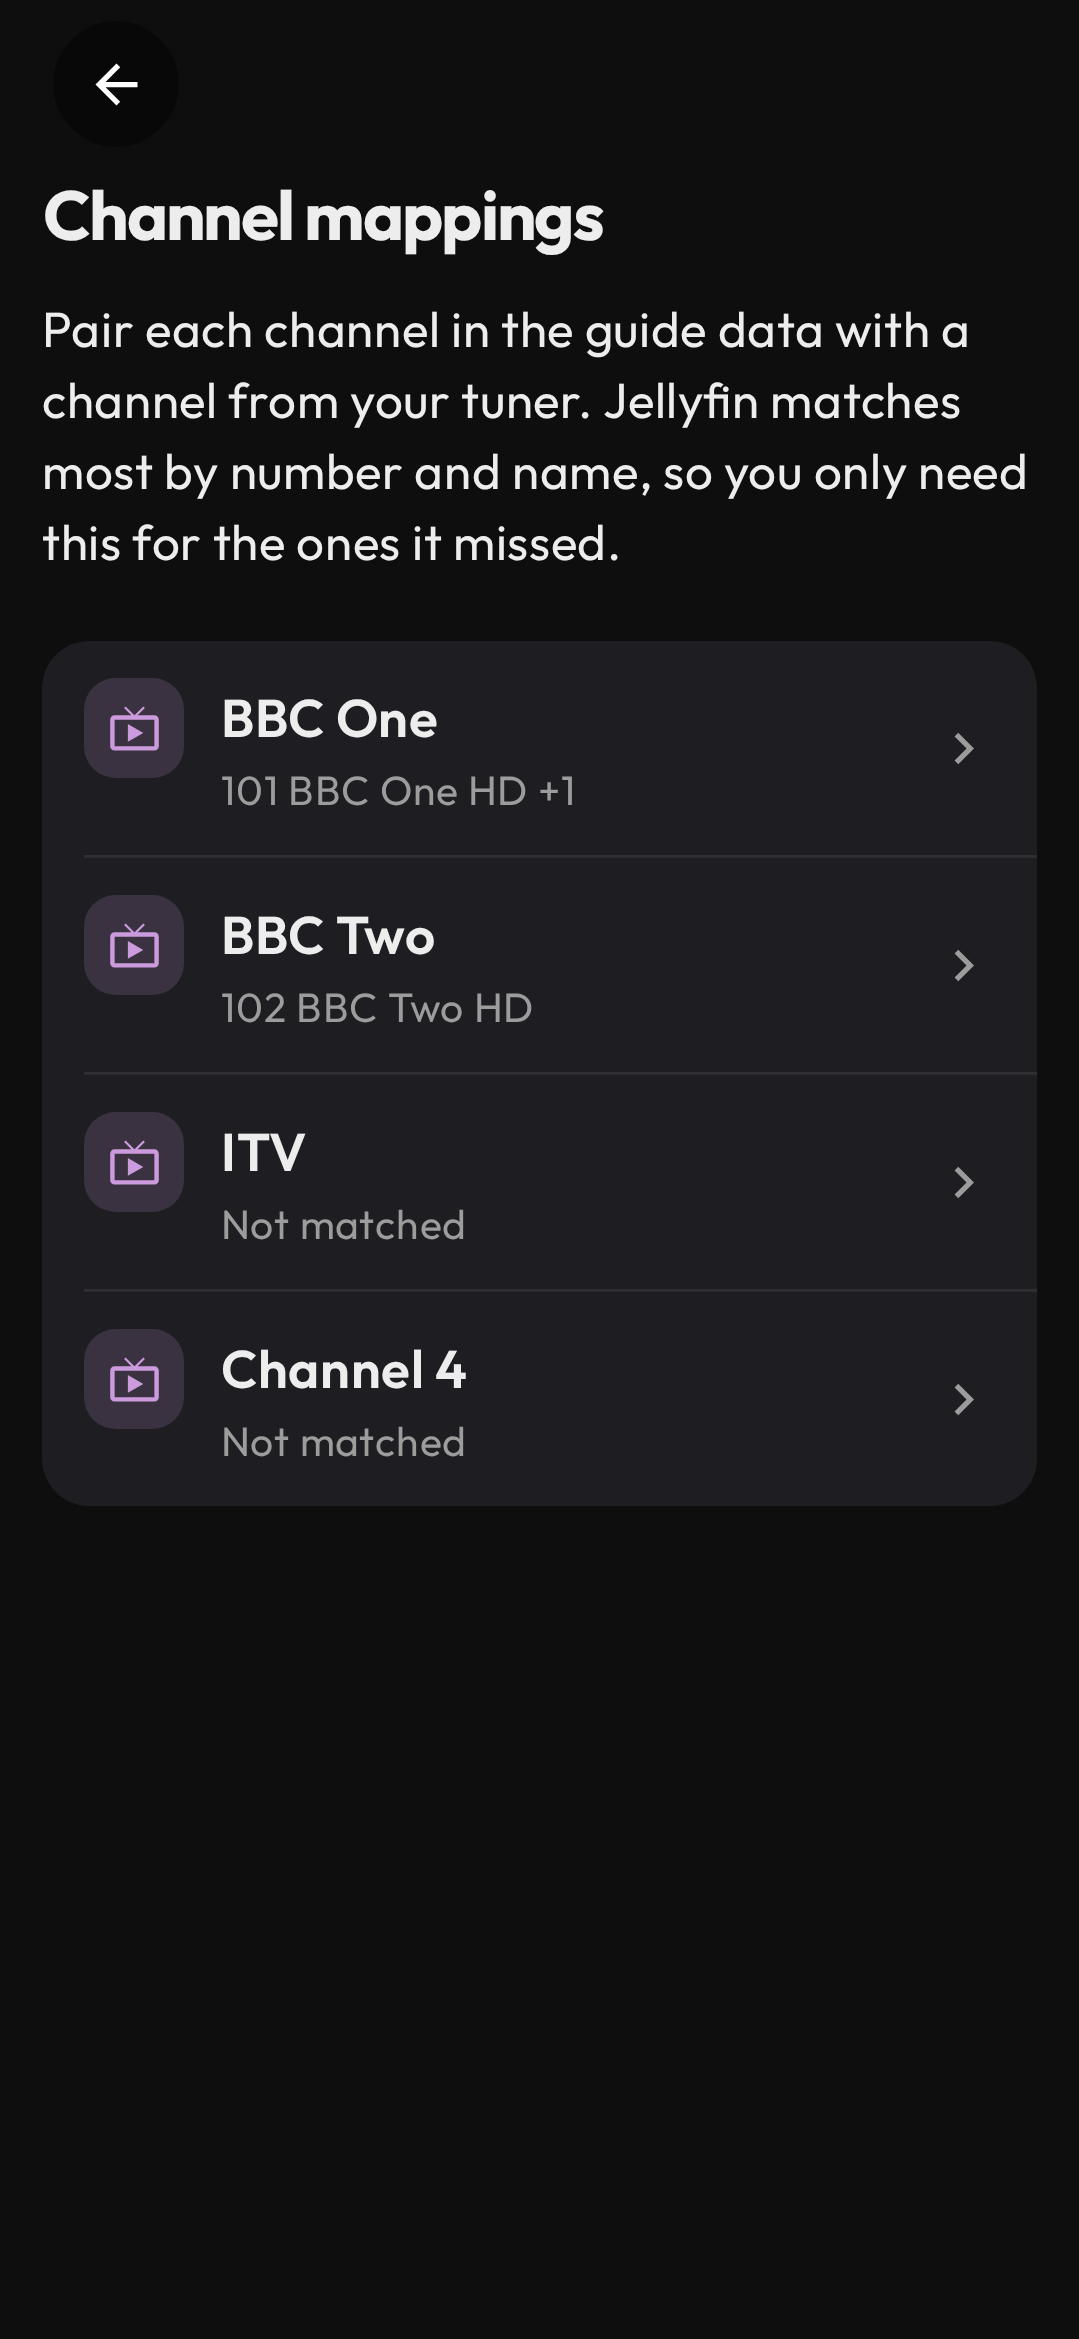 Channel mappings
Pair each channel in the guide data with a
channel from your tuner. Jellyfin matches
most by number and name, so you only need
this for the ones it missed.
BBC One
101 BBC One HD +1
BBC Two
102 BBC Two HD
ITV
Not matched
Channel 4
Not matched